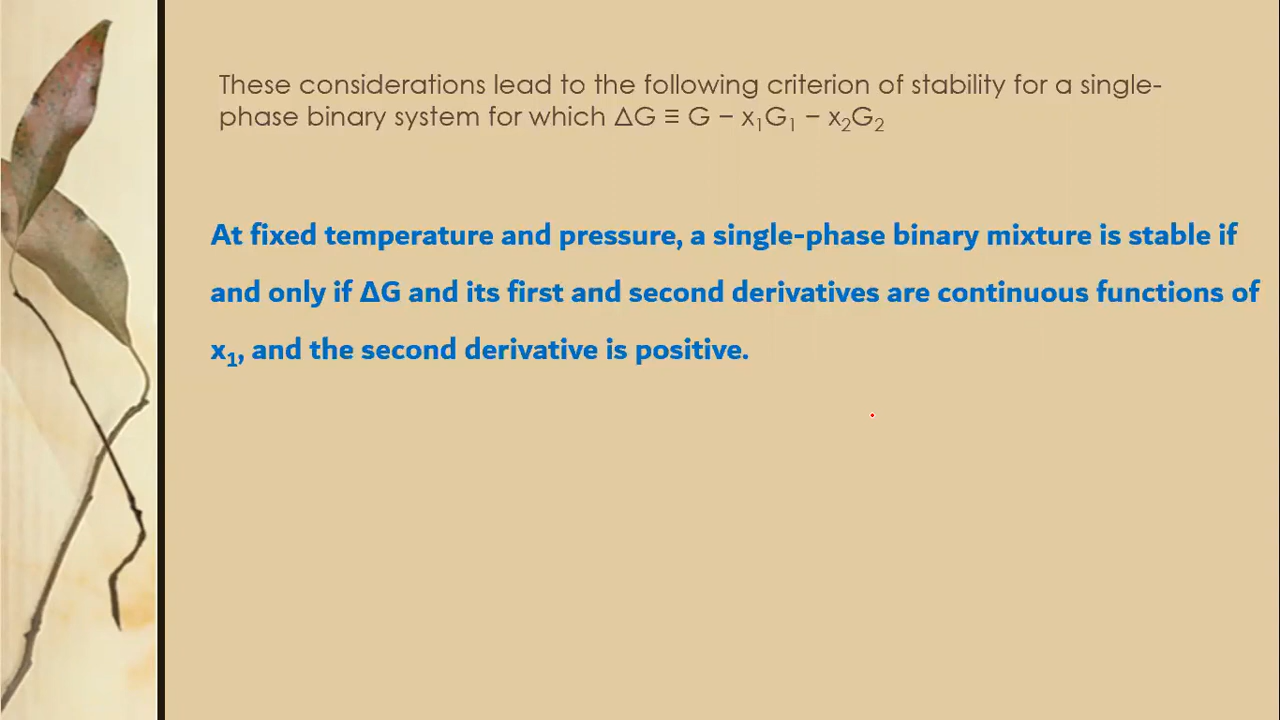 These considerations lead to the following criterion of stability for a single-
phase binary system for which ΔG ≡ G − x₁G₁ − x₂G₂
At fixed temperature and pressure, a single-phase binary mixture is stable if
and only if ΔG and its first and second derivatives are continuous functions of
x₁, and the second derivative is positive.